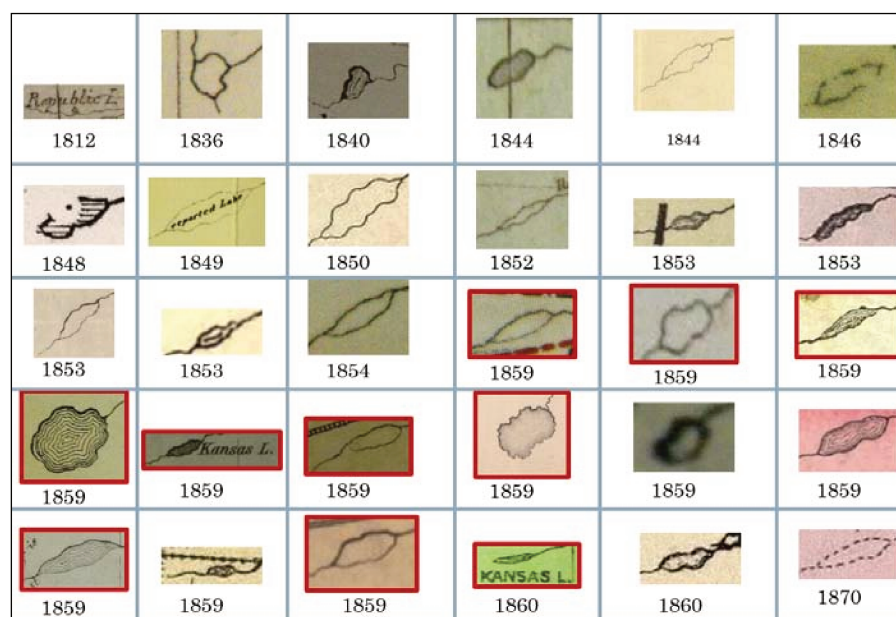 Republic L
1812 1836 1840 1844 1844 1846
eported Lake
1848 1849 1850 1852 1853 1853
1853 1853 1854 1859 1859 1859
Kansas L.
1859 1859 1859 1859 1859 1859
KANSAS L.
1859 1859 1859 1860 1860 1870